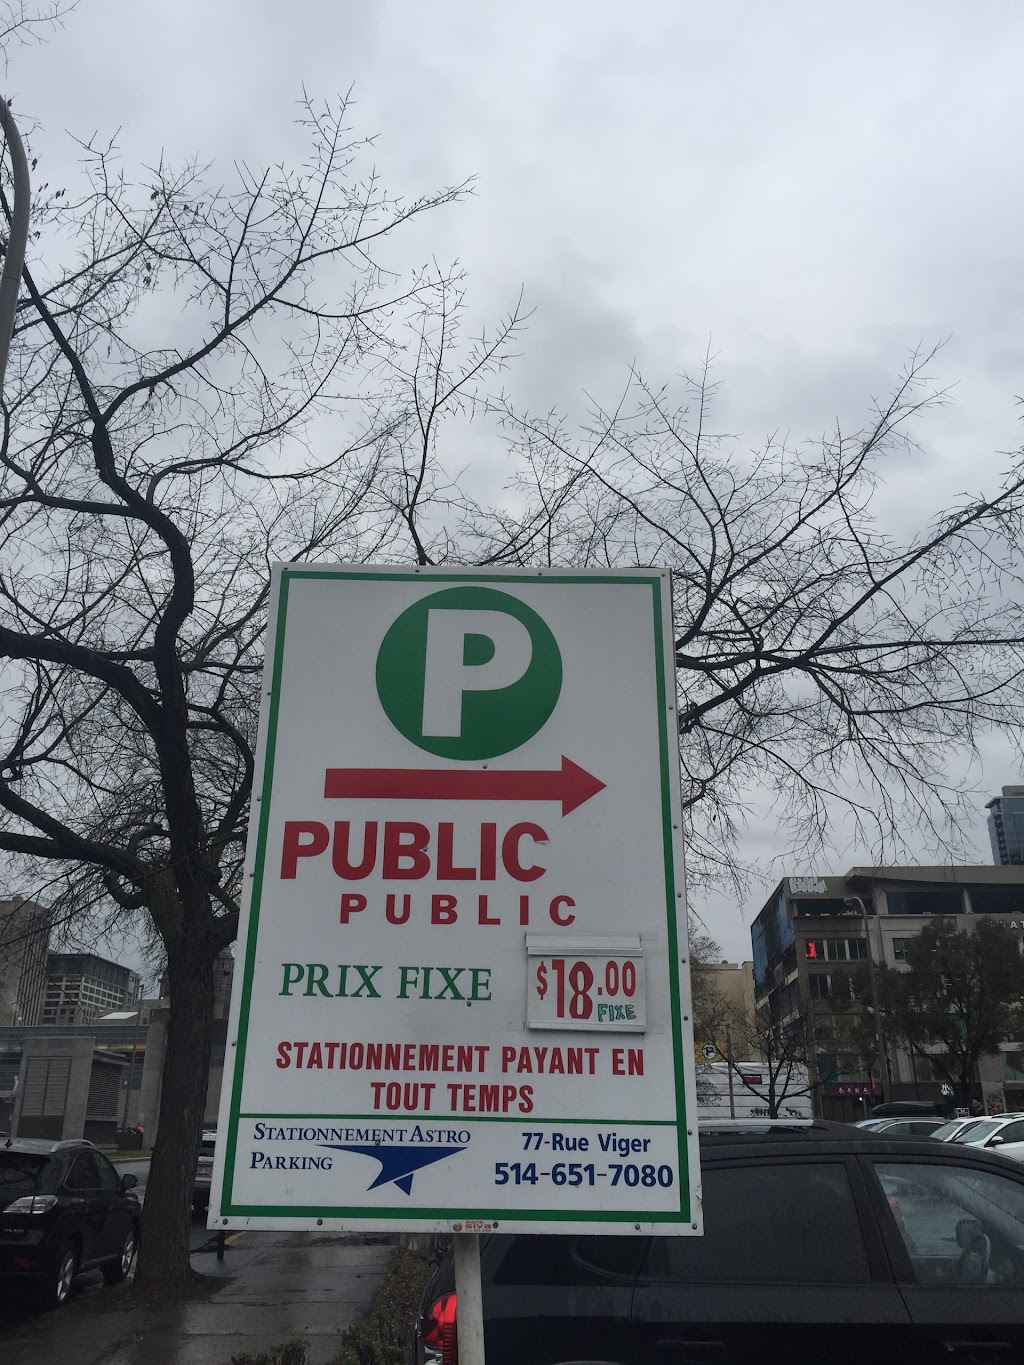 P
PUBLIC
PUBLIC
PRIX FIXE
$18.00
FIXE
STATIONNEMENT PAYANT EN
TOUT TEMPS
STATIONNEMENT ASTRO
PARKING
77-Rue Viger
514-651-7080
SIVA
P